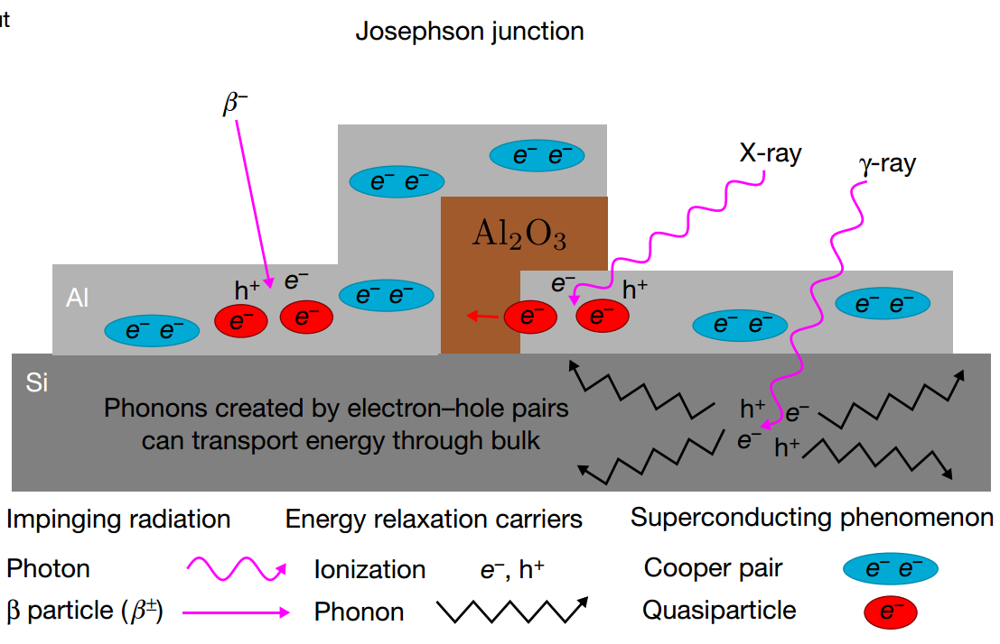 Josephson junction
β⁻
X-ray
γ-ray
e⁻ e⁻
e⁻ e⁻
Al₂O₃
Al
h⁺ e⁻
e⁻ e⁻
e⁻ h⁺
e⁻ e⁻
e⁻ e⁻
e⁻
e⁻
e⁻
e⁻
e⁻ e⁻
Si
Phonons created by electron–hole pairs
can transport energy through bulk
h⁺ e⁻
e⁻ h⁺
Impinging radiation
Energy relaxation carriers
Superconducting phenomenon
Photon
Ionization e⁻, h⁺
Cooper pair e⁻ e⁻
β particle (β±)
Phonon
Quasiparticle e⁻